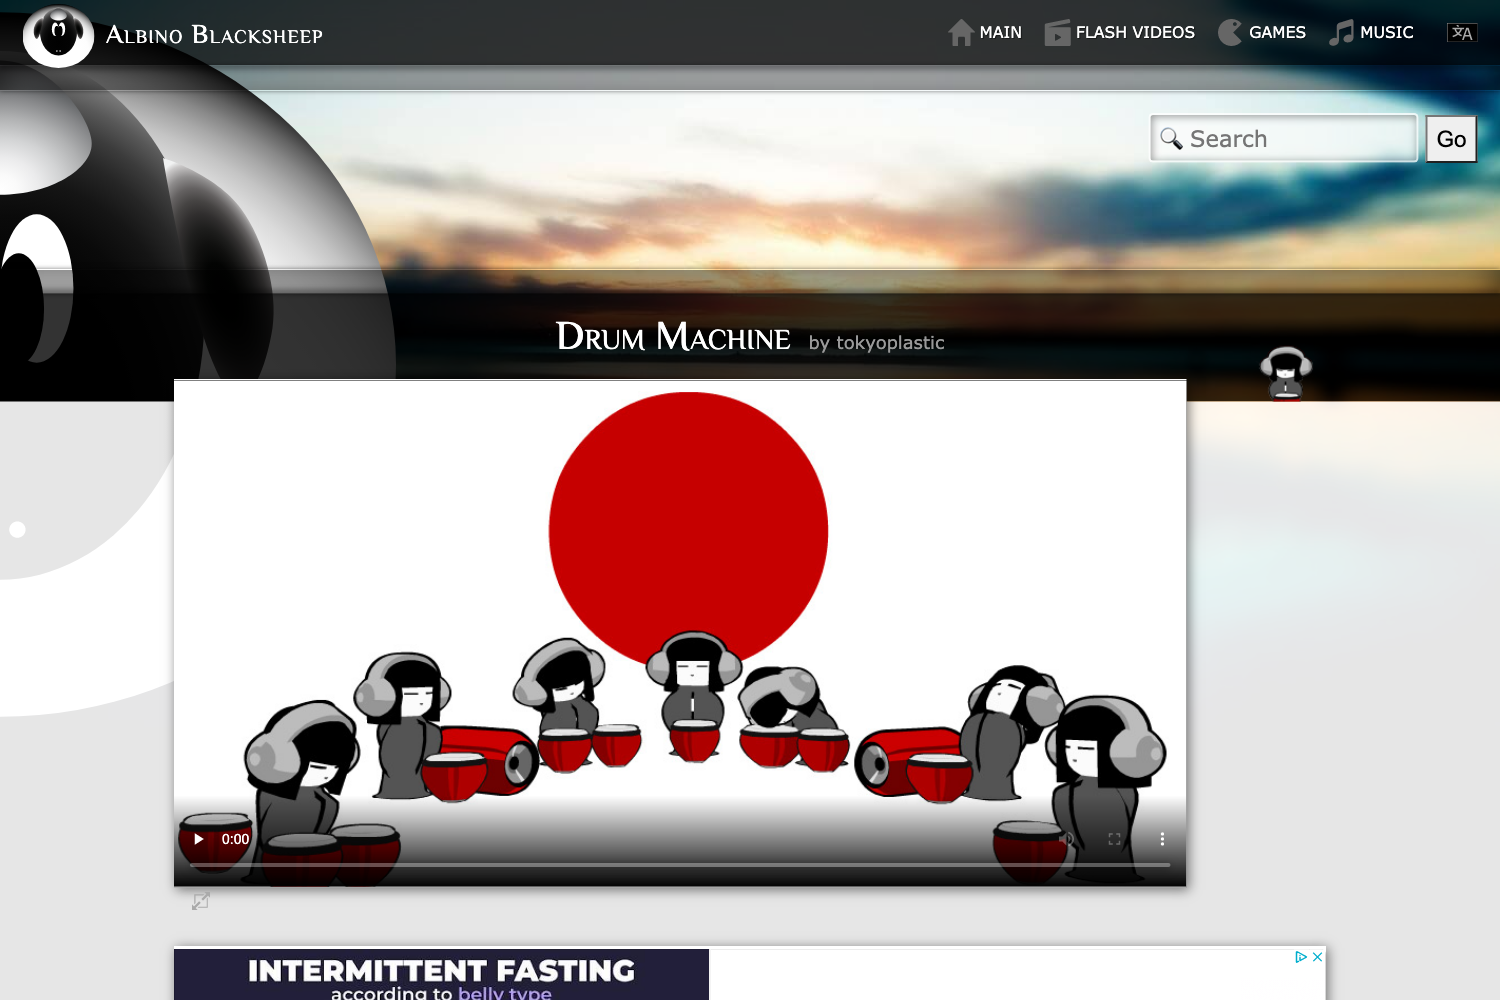 Albino Blacksheep
MAIN
FLASH VIDEOS
GAMES
MUSIC
Search
Go
Drum Machine by tokyoplastic
0:00
INTERMITTENT FASTING
according to belly type